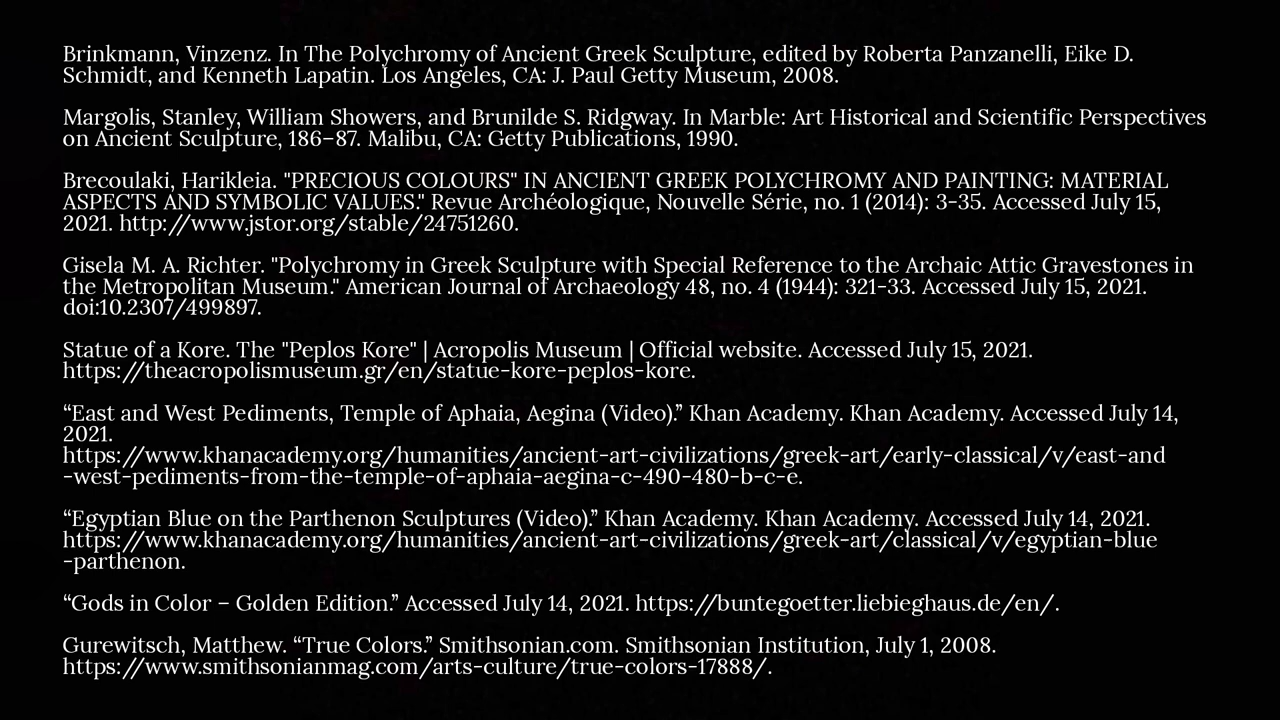 Brinkmann, Vinzenz. In The Polychromy of Ancient Greek Sculpture, edited by Roberta Panzanelli, Eike D.
Schmidt, and Kenneth Lapatin. Los Angeles, CA: J. Paul Getty Museum, 2008.
Margolis, Stanley, William Showers, and Brunilde S. Ridgway. In Marble: Art Historical and Scientific Perspectives
on Ancient Sculpture, 186–87. Malibu, CA: Getty Publications, 1990.
Brecoulaki, Harikleia. "PRECIOUS COLOURS" IN ANCIENT GREEK POLYCHROMY AND PAINTING: MATERIAL
ASPECTS AND SYMBOLIC VALUES." Revue Archéologique, Nouvelle Série, no. 1 (2014): 3-35. Accessed July 15,
2021. http://www.jstor.org/stable/24751260.
Gisela M. A. Richter. "Polychromy in Greek Sculpture with Special Reference to the Archaic Attic Gravestones in
the Metropolitan Museum." American Journal of Archaeology 48, no. 4 (1944): 321-33. Accessed July 15, 2021.
doi:10.2307/499897.
Statue of a Kore. The "Peplos Kore" | Acropolis Museum | Official website. Accessed July 15, 2021.
https://theacropolismuseum.gr/en/statue-kore-peplos-kore.
“East and West Pediments, Temple of Aphaia, Aegina (Video).” Khan Academy. Khan Academy. Accessed July 14,
2021.
https://www.khanacademy.org/humanities/ancient-art-civilizations/greek-art/early-classical/v/east-and
-west-pediments-from-the-temple-of-aphaia-aegina-c-490-480-b-c-e.
“Egyptian Blue on the Parthenon Sculptures (Video).” Khan Academy. Khan Academy. Accessed July 14, 2021.
https://www.khanacademy.org/humanities/ancient-art-civilizations/greek-art/classical/v/egyptian-blue
-parthenon.
“Gods in Color – Golden Edition.” Accessed July 14, 2021. https://buntegoetter.liebieghaus.de/en/.
Gurewitsch, Matthew. “True Colors.” Smithsonian.com. Smithsonian Institution, July 1, 2008.
https://www.smithsonianmag.com/arts-culture/true-colors-17888/.